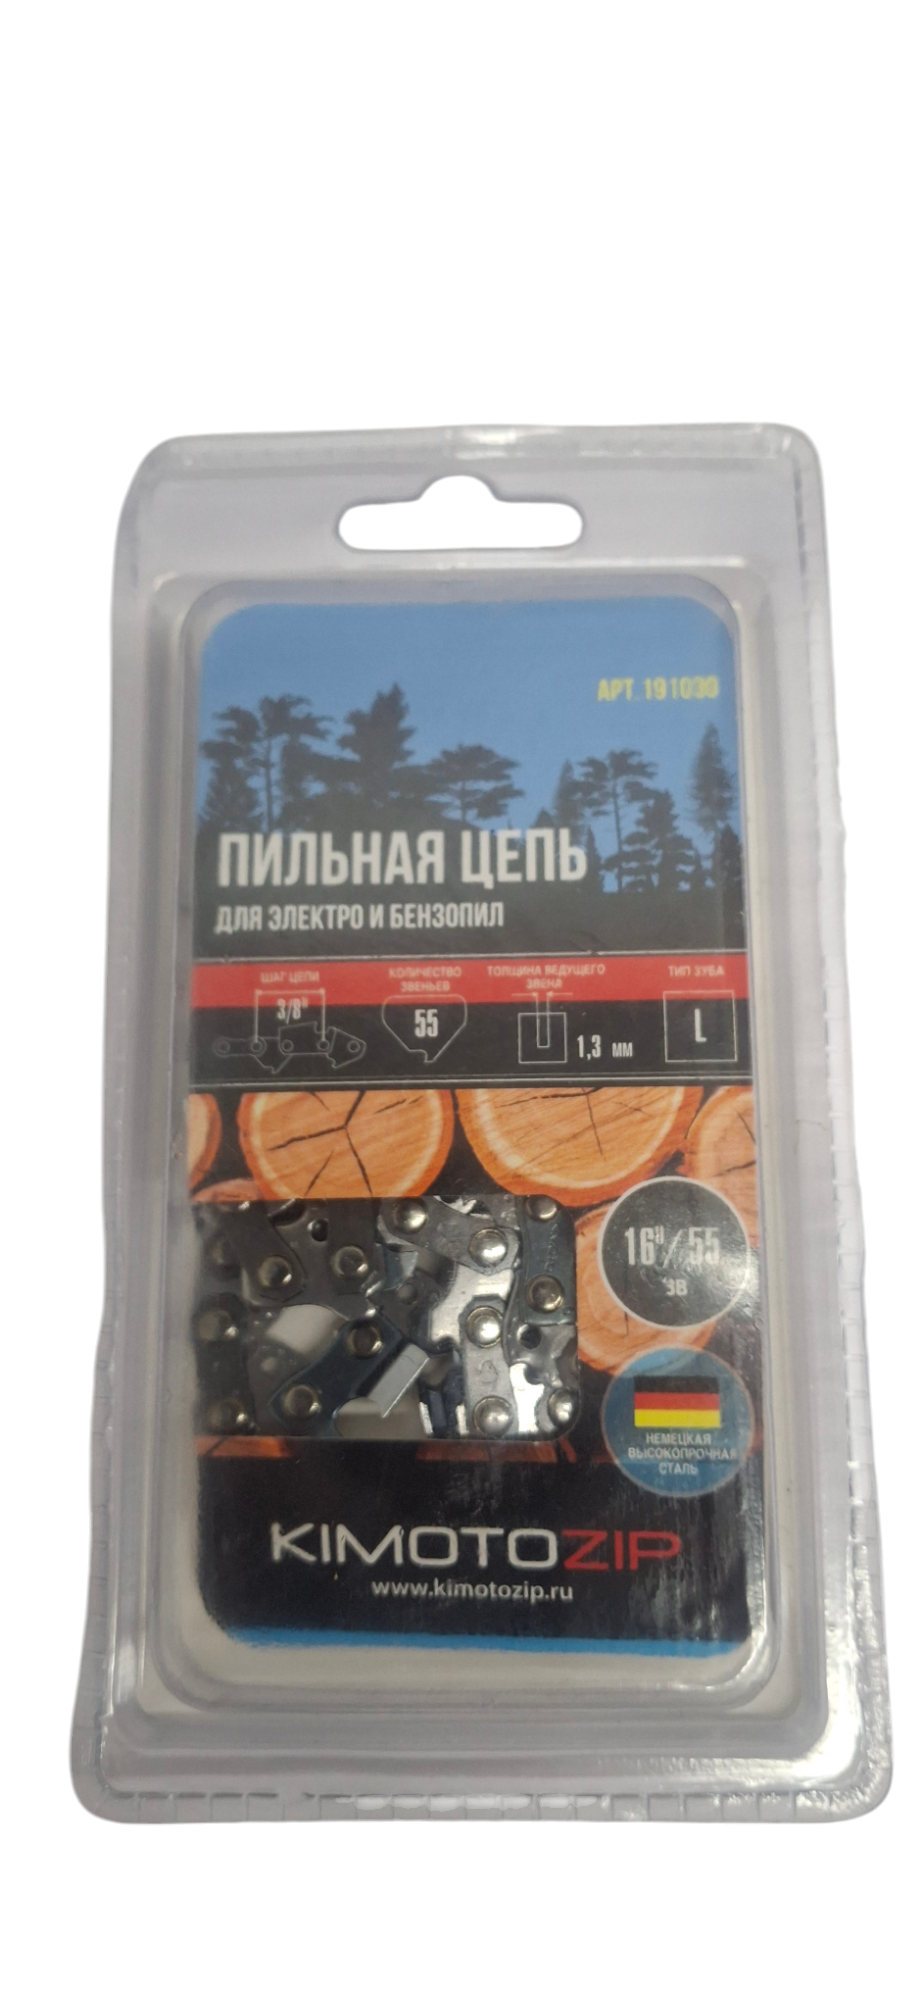 АРТ. 191030
ПИЛЬНАЯ ЦЕПЬ
ДЛЯ ЭЛЕКТРО И БЕНЗОПИЛ
ШАГ ЦЕПИ
3/8"
КОЛИЧЕСТВО
ЗВЕНЬЕВ
55
ТОЛЩИНА ВЕДУЩЕГО
ЗВЕНА
1,3 мм
ТИП ЗУБА
L
16"/55
ЗВ
НЕМЕЦКАЯ
ВЫСОКОПРОЧНАЯ
СТАЛЬ
KIMOTOZIP
www.kimotozip.ru